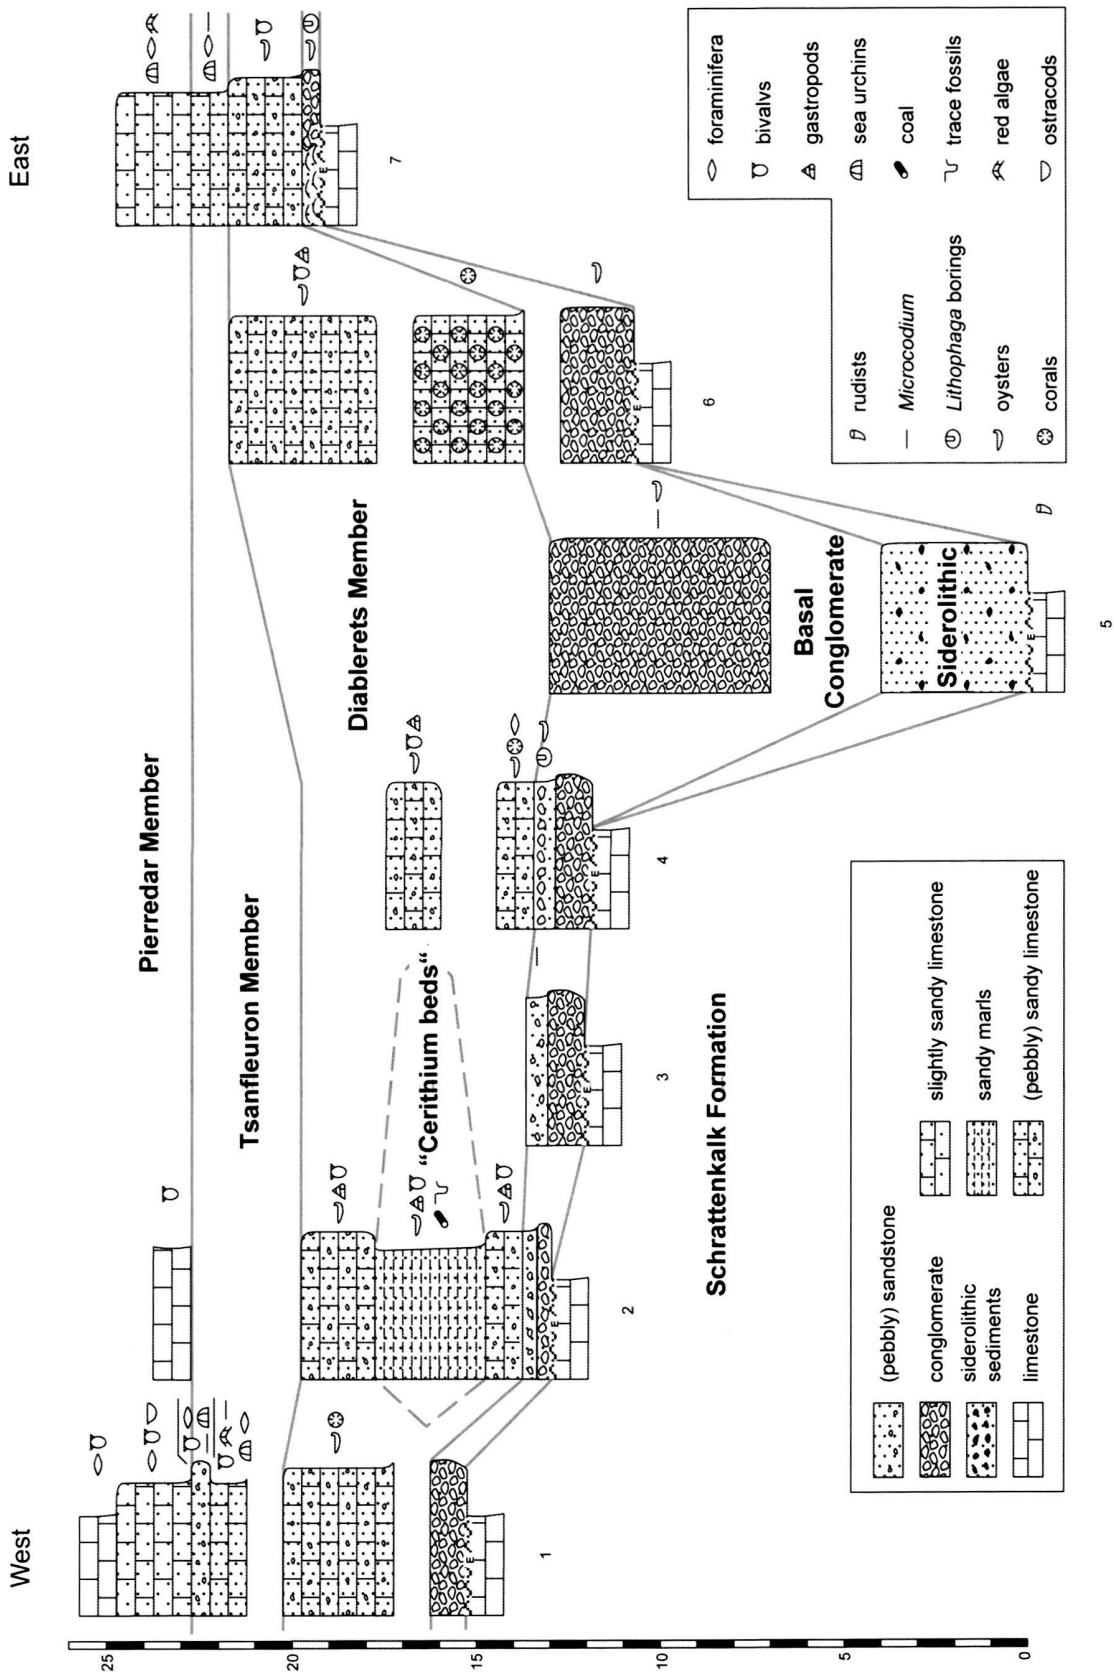 West
East
Pierredar Member
Tsanfleuron Member
Diablerets Member
"Cerithium beds"
Basal
Conglomerate
Siderolithic
Schrattenkalk Formation
E
E
E
E
E
E
E
1
2
3
4
5
6
7
25
20
15
10
5
0
(pebbly) sandstone
conglomerate
siderolithic
sediments
limestone
slightly sandy limestone
sandy marls
(pebbly) sandy limestone
rudists
Microcodium
Lithophaga borings
oysters
corals
foraminifera
bivalvs
gastropods
sea urchins
coal
trace fossils
red algae
ostracods